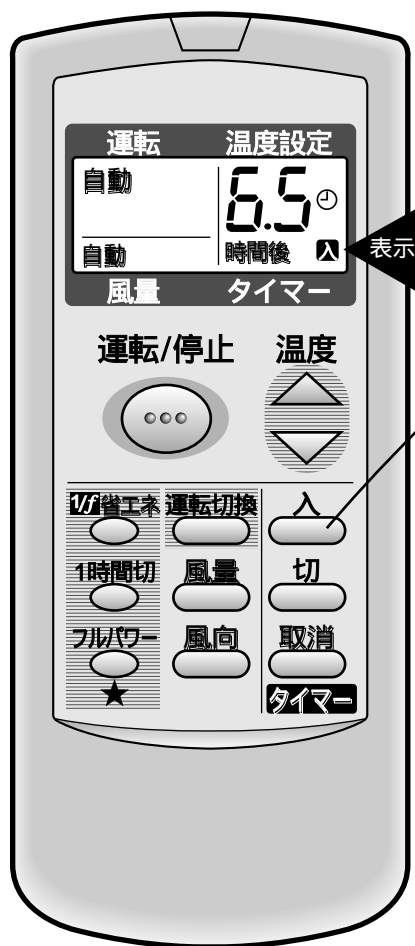 運転 温度設定
自動 6.5
自動 時間後 入
風量 タイマー
表示
運転/停止 温度
1/f 省エネ 運転切換 入
1時間切 風量 切
フルパワー 風向 取消
★ タイマー